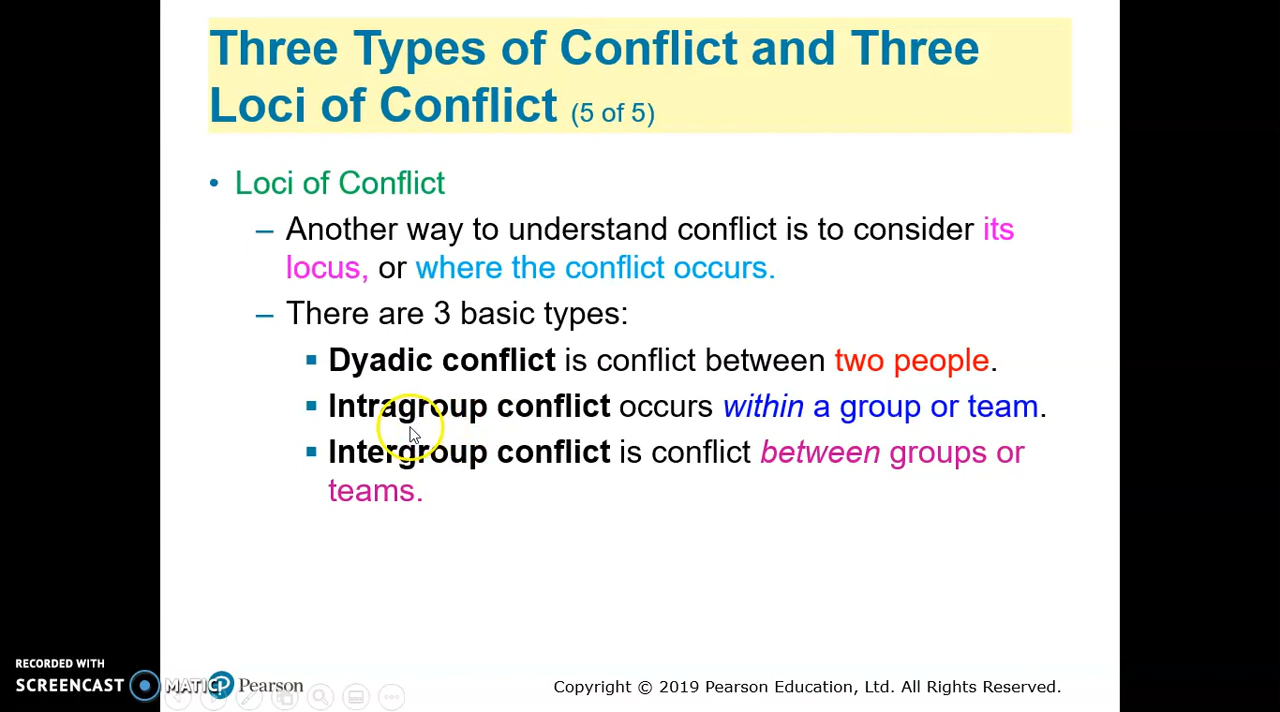 Three Types of Conflict and Three
Loci of Conflict (5 of 5)
• Loci of Conflict
– Another way to understand conflict is to consider its
locus, or where the conflict occurs.
– There are 3 basic types:
▪ Dyadic conflict is conflict between two people.
▪ Intragroup conflict occurs within a group or team.
▪ Intergroup conflict is conflict between groups or
teams.
RECORDED WITH
SCREENCAST MATIC
Pearson
Copyright © 2019 Pearson Education, Ltd. All Rights Reserved.